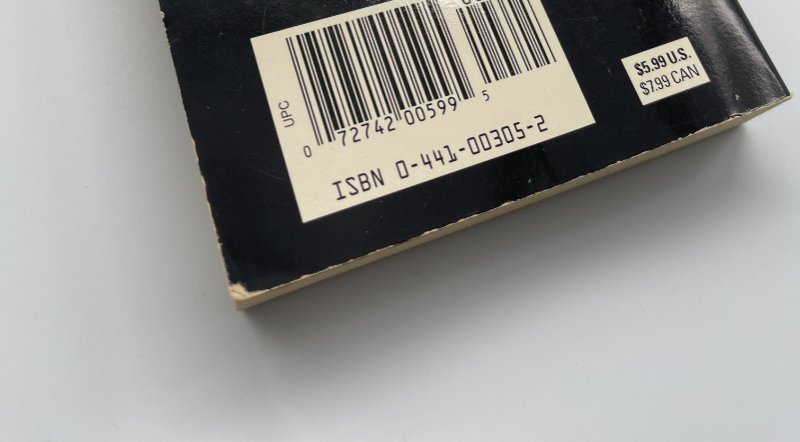 UPC
0 72742 00599 5
ISBN 0-441-00305-2
$5.99 U.S.
$7.99 CAN